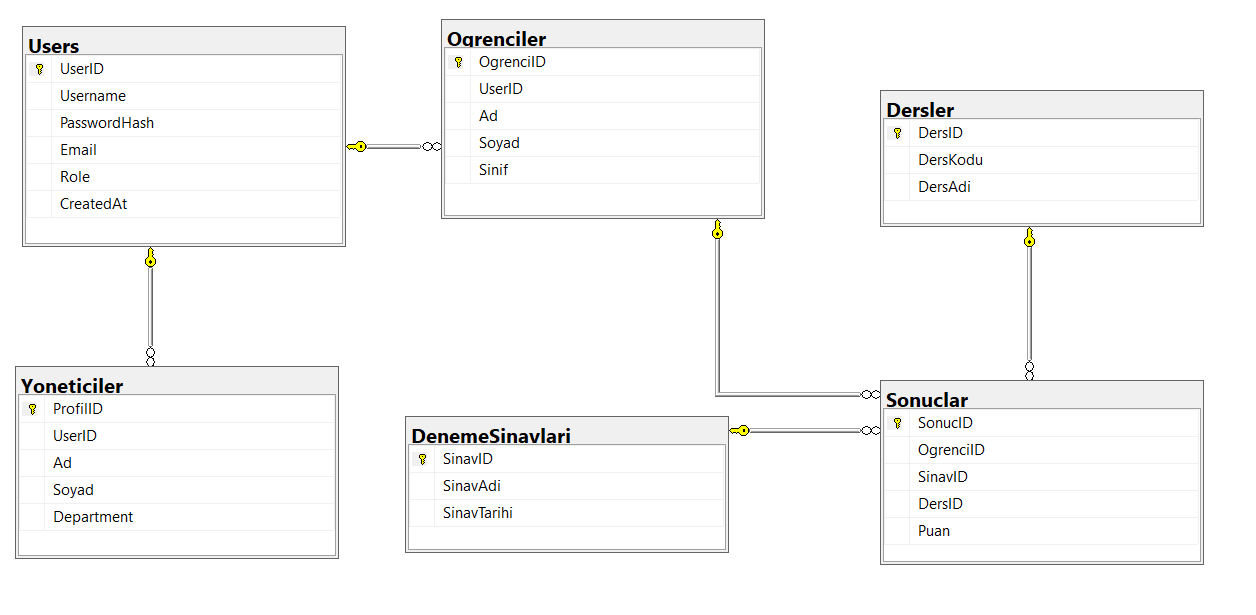 Users
UserID
Username
PasswordHash
Email
Role
CreatedAt
Ogrenciler
OgrenciID
UserID
Ad
Soyad
Sinif
Dersler
DersID
DersKodu
DersAdi
Yoneticiler
ProfilID
UserID
Ad
Soyad
Department
DenemeSinavlari
SinavID
SinavAdi
SinavTarihi
Sonuclar
SonucID
OgrenciID
SinavID
DersID
Puan